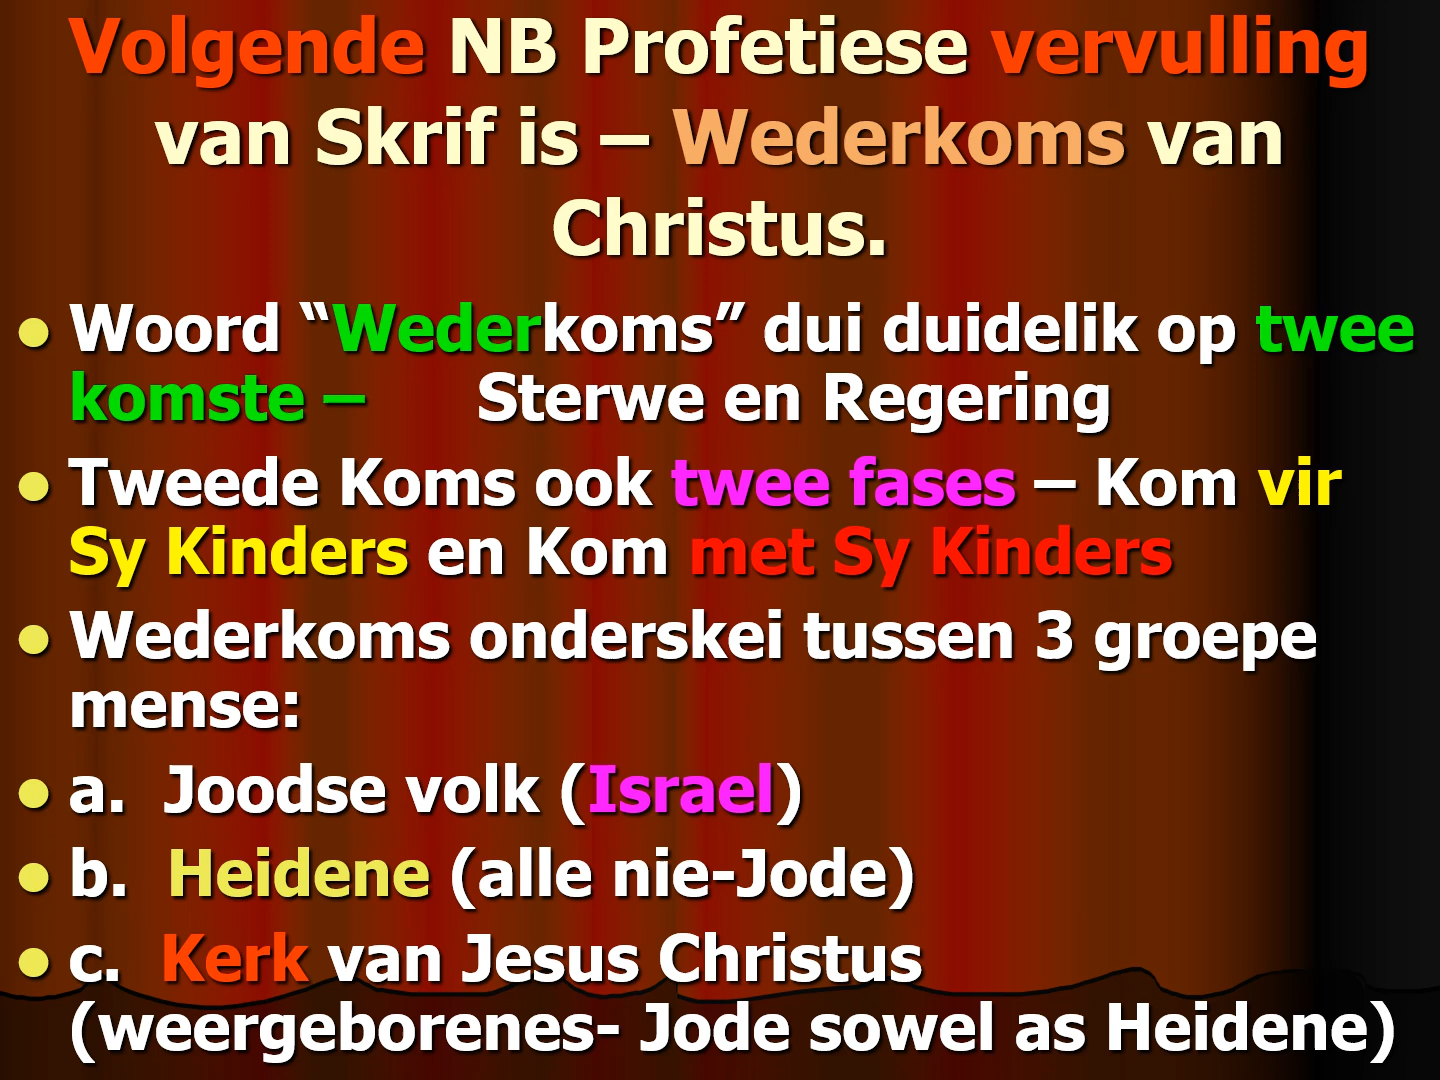 Volgende NB Profetiese vervulling
van Skrif is – Wederkoms van
Christus.
● Woord “Wederkoms” dui duidelik op twee
komste – Sterwe en Regering
● Tweede Koms ook twee fases – Kom vir
Sy Kinders en Kom met Sy Kinders
● Wederkoms onderskei tussen 3 groepe
mense:
● a. Joodse volk (Israel)
● b. Heidene (alle nie-Jode)
● c. Kerk van Jesus Christus
(weergeborenes- Jode sowel as Heidene)